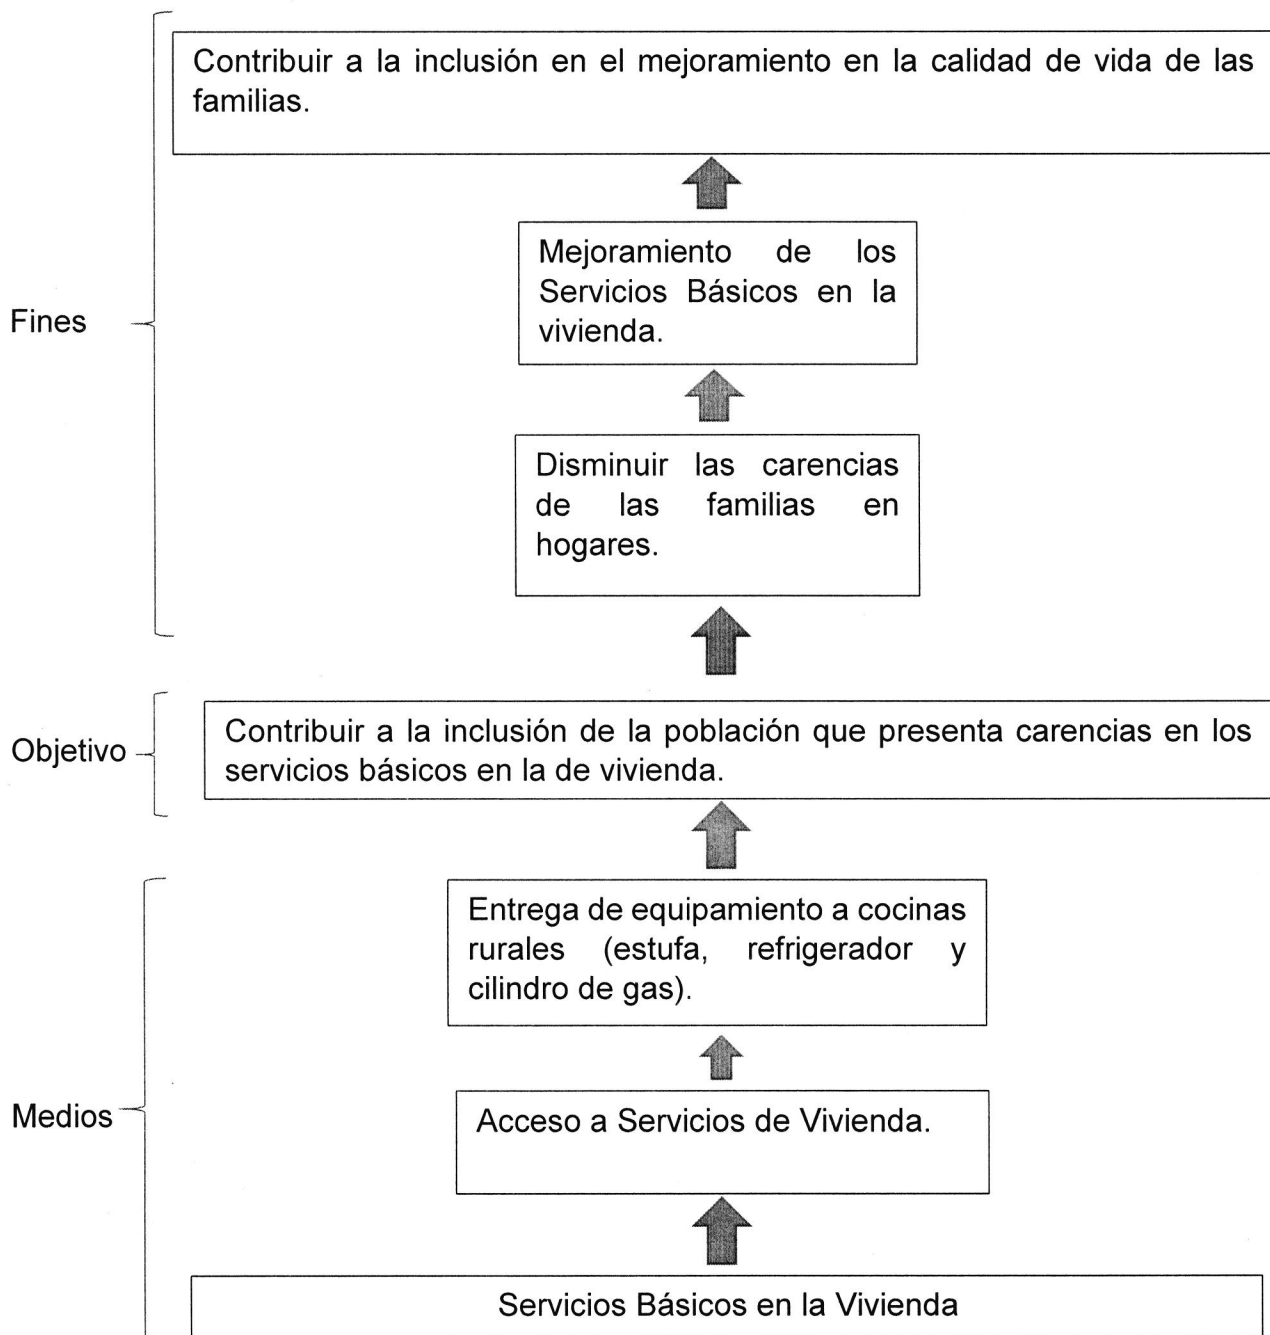 Contribuir a la inclusión en el mejoramiento en la calidad de vida de las
familias.
Mejoramiento de los
Servicios Básicos en la
vivienda.
Fines
Disminuir las carencias
de las familias en
hogares.
Objetivo
Contribuir a la inclusión de la población que presenta carencias en los
servicios básicos en la de vivienda.
Entrega de equipamiento a cocinas
rurales (estufa, refrigerador y
cilindro de gas).
Medios
Acceso a Servicios de Vivienda.
Servicios Básicos en la Vivienda